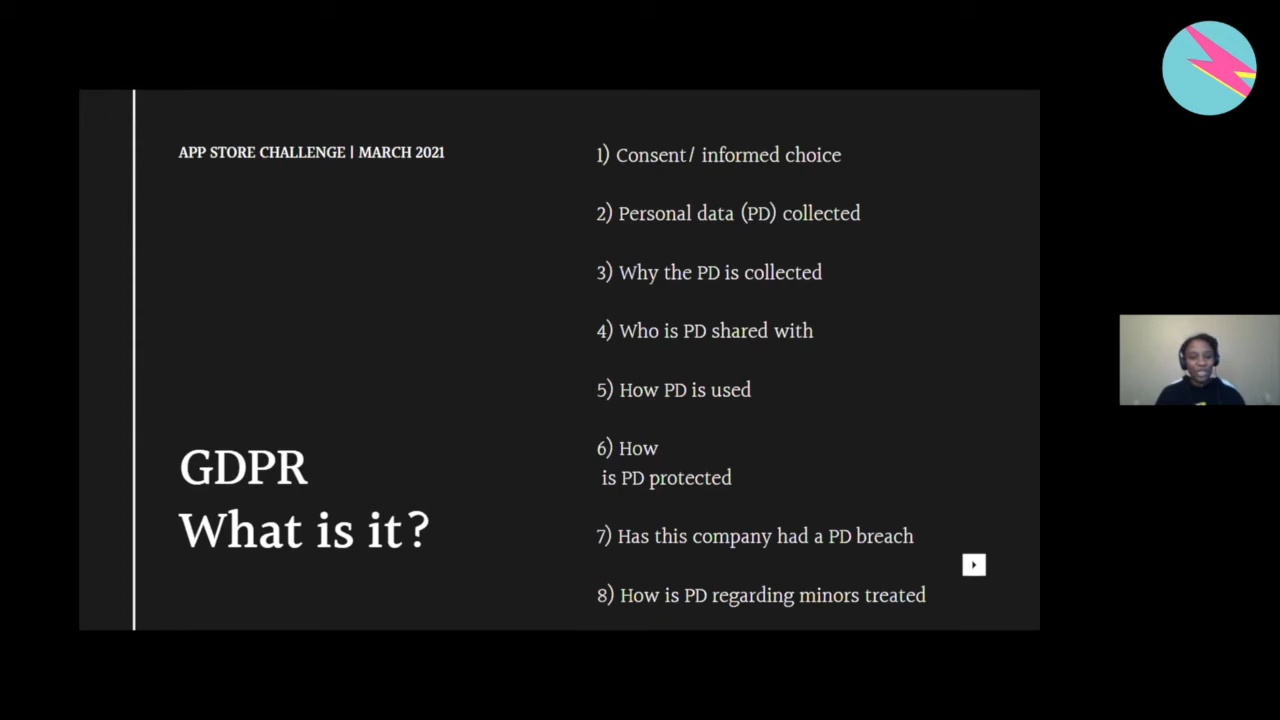 APP STORE CHALLENGE | MARCH 2021
GDPR
What is it?
1) Consent/ informed choice
2) Personal data (PD) collected
3) Why the PD is collected
4) Who is PD shared with
5) How PD is used
6) How
is PD protected
7) Has this company had a PD breach
8) How is PD regarding minors treated